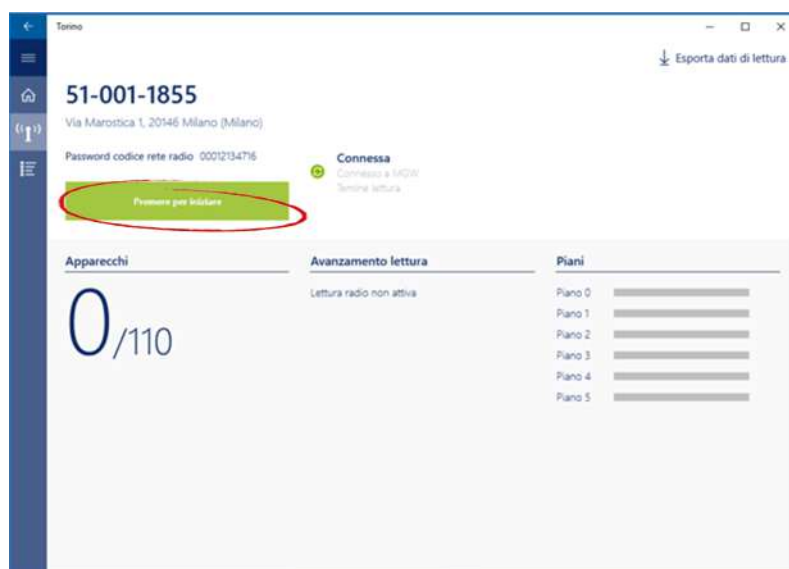 Torino
Esporta dati di lettura
51-001-1855
Via Marostica 1, 20146 Milano (Milano)
Password codice rete radio 00012134716
Connessa
Connesso a MGW
Termine lettura
Premere per iniziare
Apparecchi
Avanzamento lettura
Piani
0/110
Lettura radio non attiva
Piano 0
Piano 1
Piano 2
Piano 3
Piano 4
Piano 5